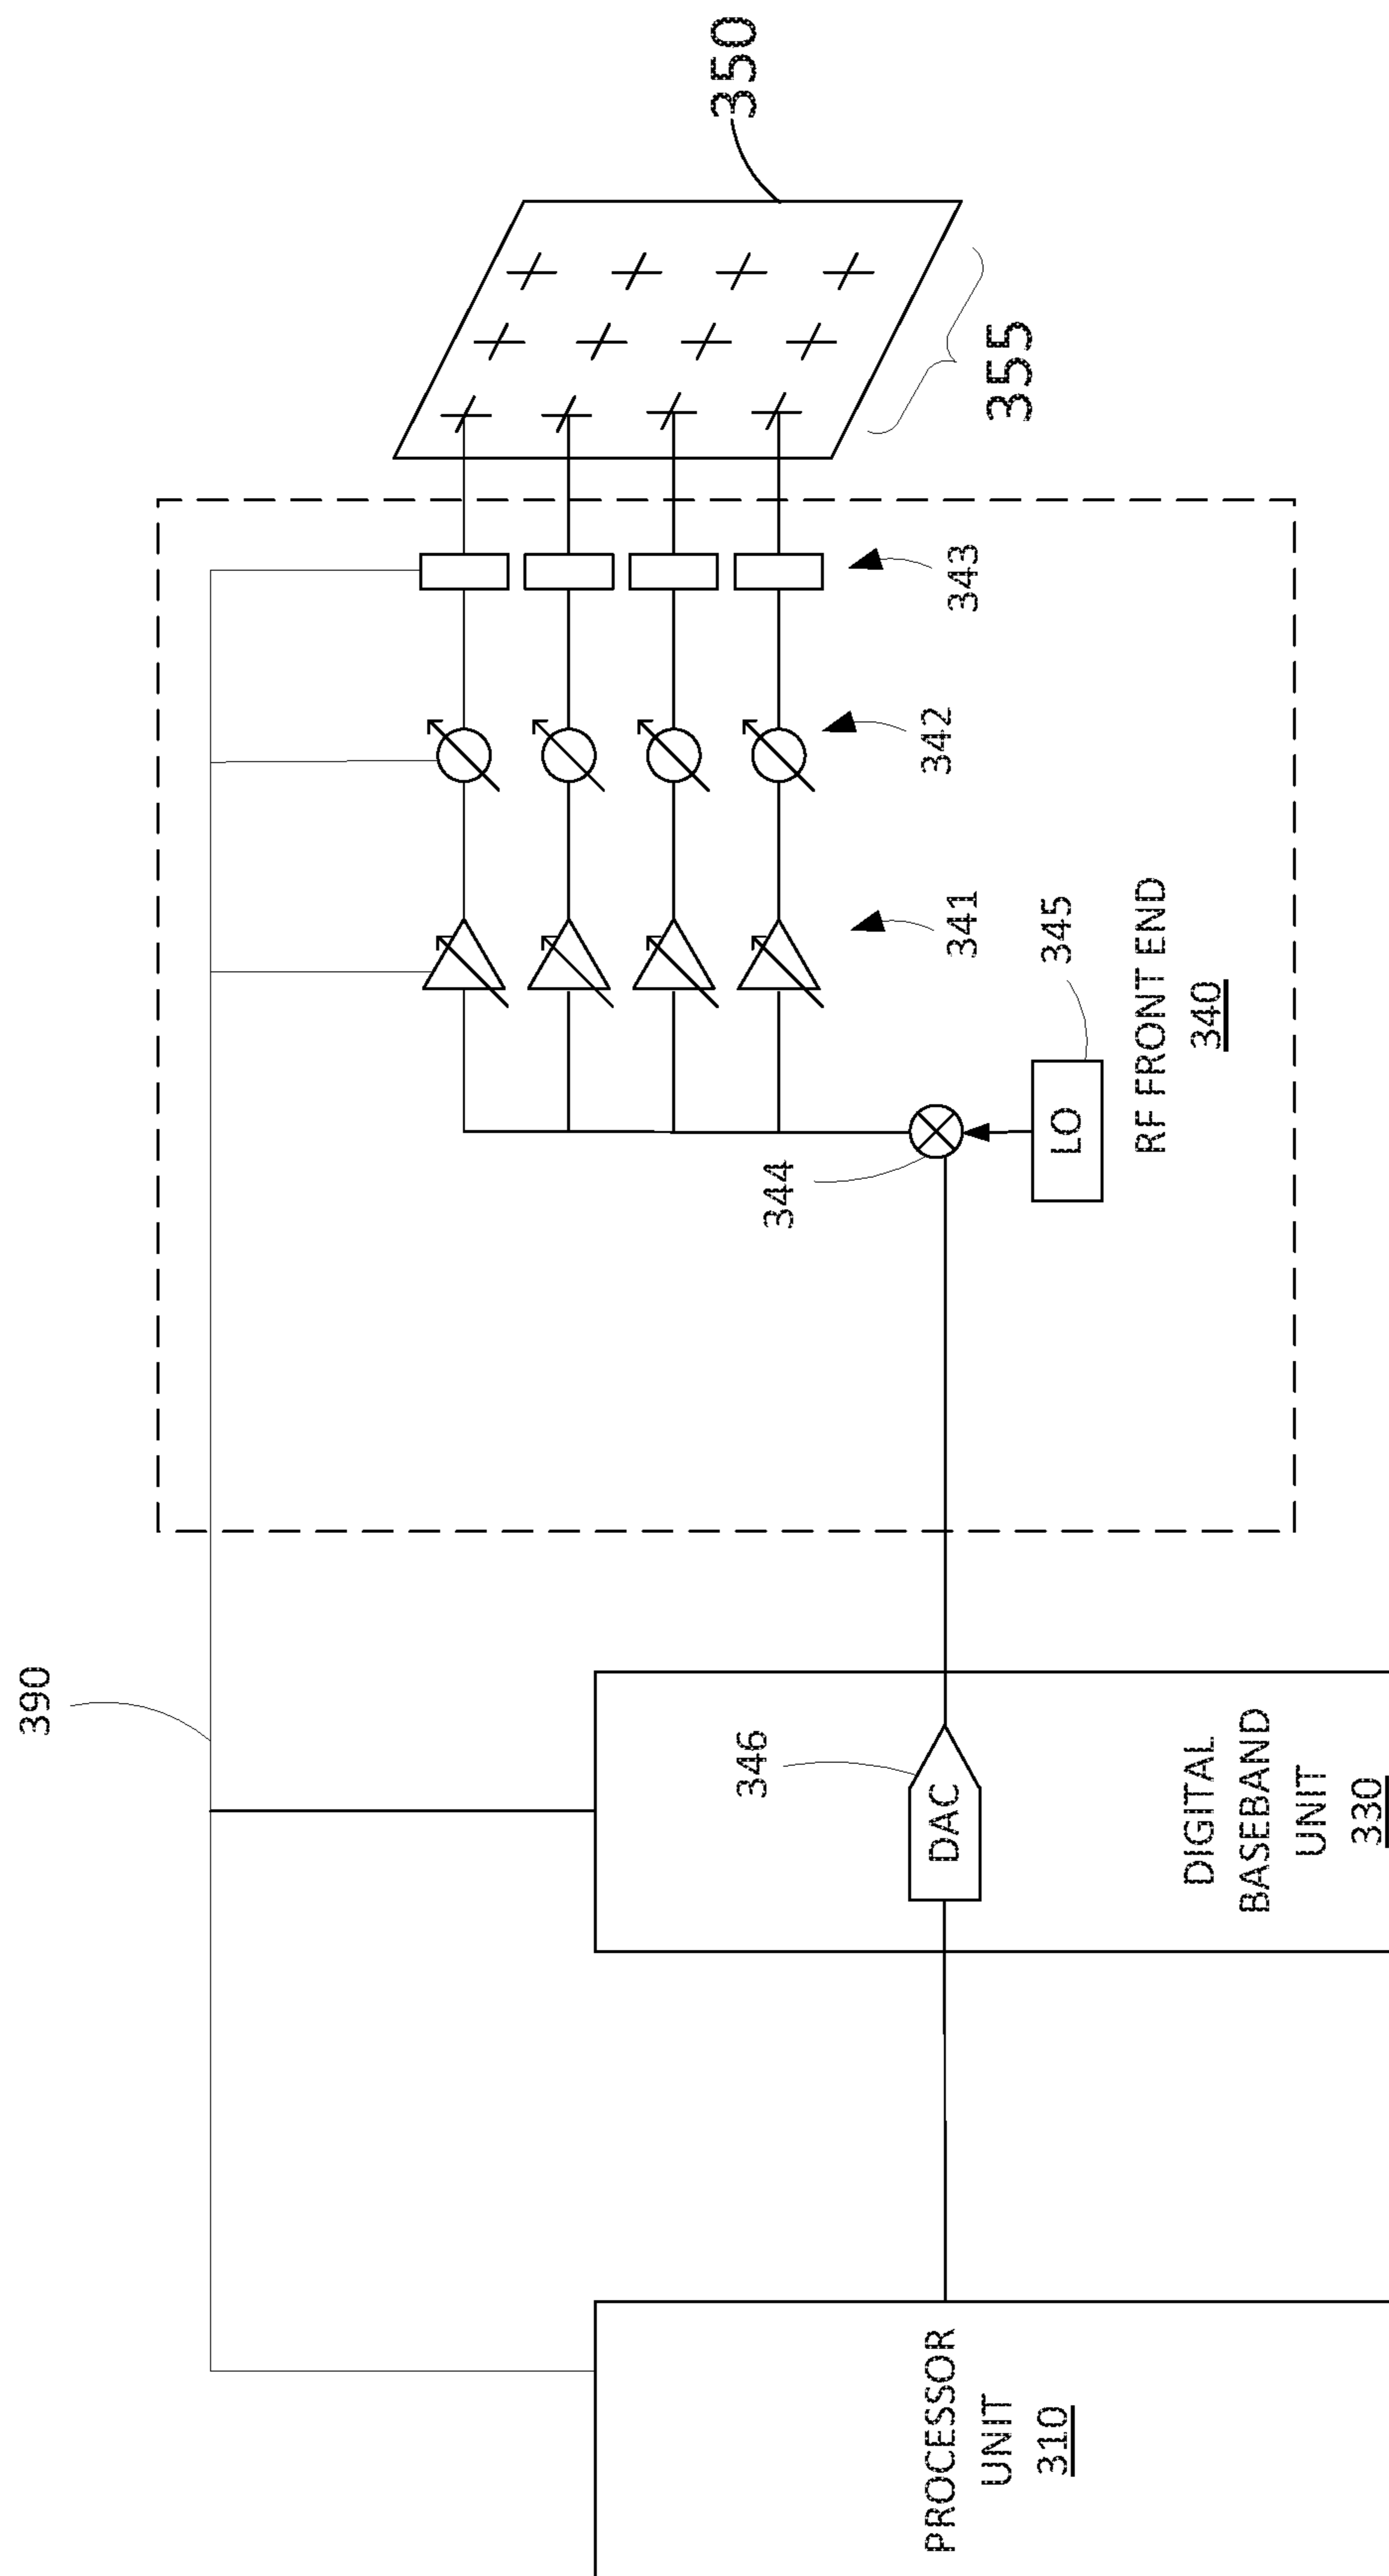 390
PROCESSOR
UNIT
310
346
DAC
DIGITAL
BASEBAND
UNIT
330
344
LO
345
RF FRONT END
340
341
342
343
350
355